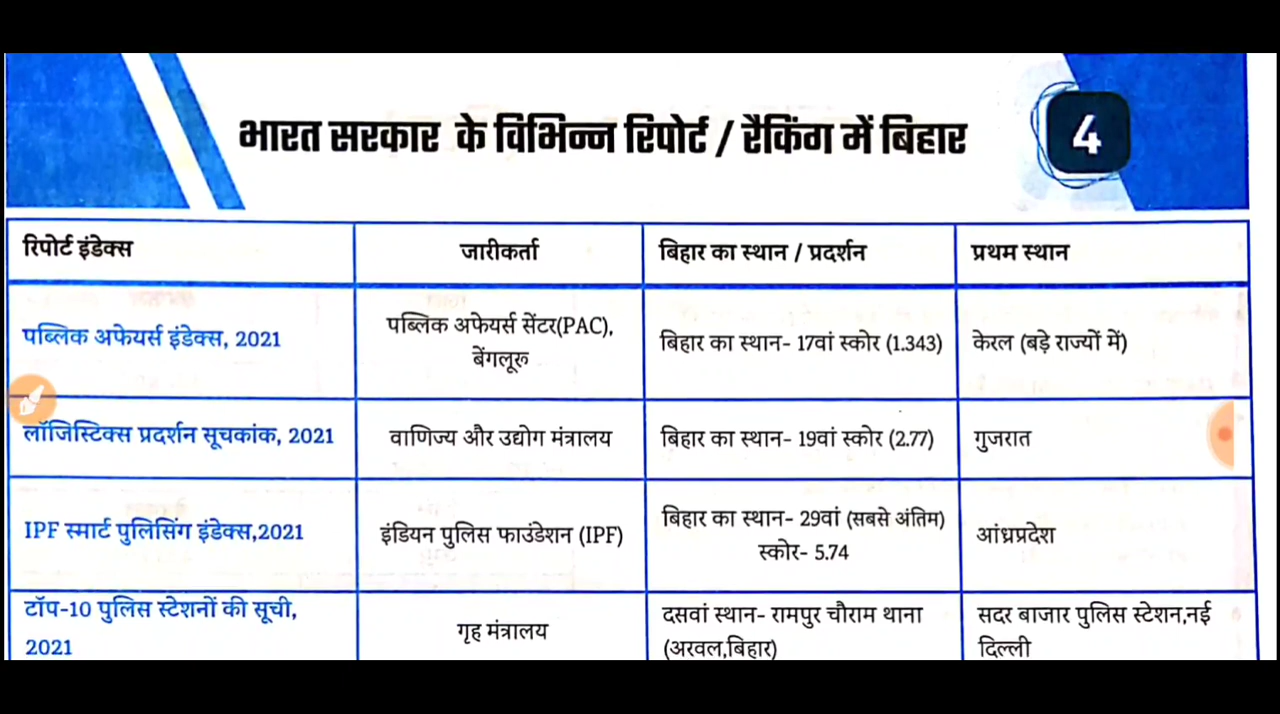 भारत सरकार के विभिन्न रिपोर्ट / रैकिंग में बिहार
4
रिपोर्ट इंडेक्स
जारीकर्ता
बिहार का स्थान / प्रदर्शन
प्रथम स्थान
पब्लिक अफेयर्स इंडेक्स, 2021
पब्लिक अफेयर्स सेंटर(PAC),
बेंगलूरू
बिहार का स्थान- 17वां स्कोर (1.343)
केरल (बड़े राज्यों में)
लॉजिस्टिक्स प्रदर्शन सूचकांक, 2021
वाणिज्य और उद्योग मंत्रालय
बिहार का स्थान- 19वां स्कोर (2.77)
गुजरात
IPF स्मार्ट पुलिसिंग इंडेक्स,2021
इंडियन पुलिस फाउंडेशन (IPF)
बिहार का स्थान- 29वां (सबसे अंतिम)
स्कोर- 5.74
आंध्रप्रदेश
टॉप-10 पुलिस स्टेशनों की सूची,
2021
गृह मंत्रालय
दसवां स्थान- रामपुर चौराम थाना
(अरवल,बिहार)
सदर बाजार पुलिस स्टेशन,नई
दिल्ली